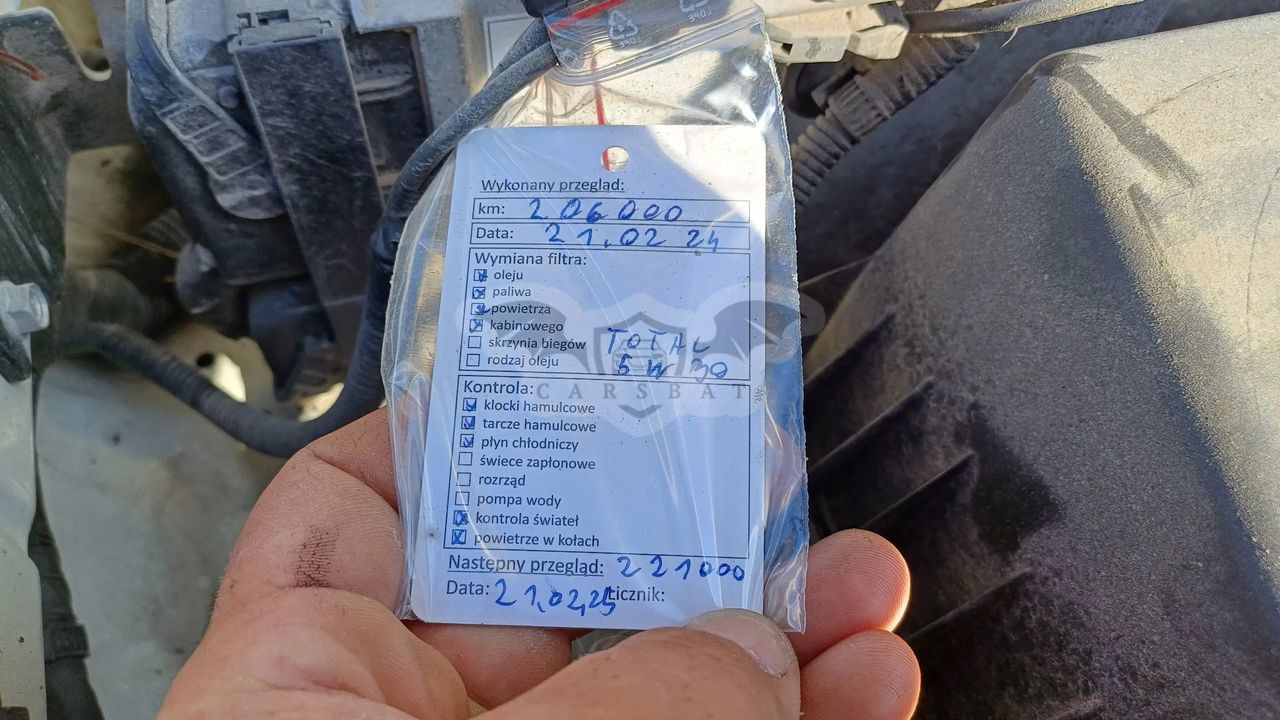 LDPE
LDPE
Wykonany przegląd:
km: 206000
Data: 21.02 24
Wymiana filtra:
oleju
paliwa
powietrza
kabinowego
skrzynia biegów TOTAL
rodzaj oleju 5W30
CARSBAT
Kontrola:
klocki hamulcowe
tarcze hamulcowe
płyn chłodniczy
świece zapłonowe
rozrząd
pompa wody
kontrola świateł
powietrze w kołach
Następny przegląd: 221000
Data: 21,02,25 Licznik: